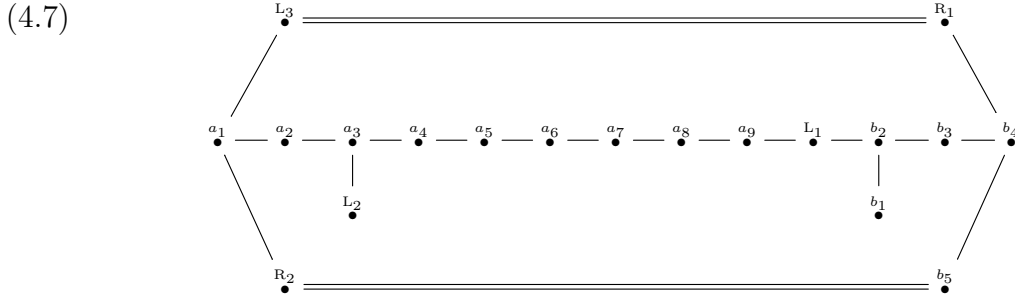 (4.7)
L₃ R₁
a₁ a₂ a₃ a₄ a₅ a₆ a₇ a₈ a₉ L₁ b₂ b₃ b₄
L₂ b₁
R₂ b₅